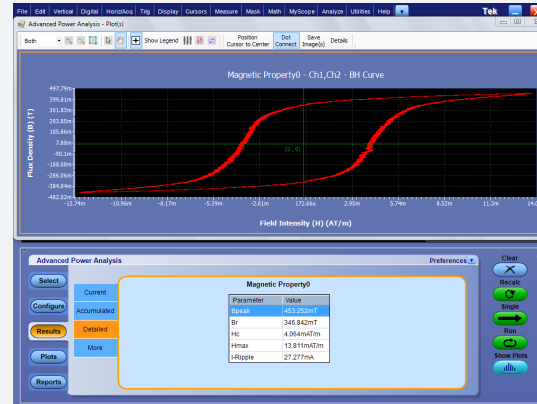 File Edit Vertical Digital Horiz/Acq Trig Display Cursors Measure Mask Math MyScope Analyze Utilities Help Tek
Advanced Power Analysis - Plot(s)
Both Show Legend Position Cursor to Center Dot Connect Save Image(s) Details
Magnetic Property0 - Ch1,Ch2 - BH Curve
Flux Density (B) (T)
497.79m
399.81m
301.83m
203.85m
105.86m
7.88m
-90.1m
-188.08m
-286.06m
-384.04m
-482.02m
(0 , 0)
-13.74m -10.96m -8.17m -5.39m -2.61m 172.66u 2.95m 5.74m 8.52m 11.3m 14.0
Field Intensity (H) (AT/m)
Advanced Power Analysis Preferences
Select
Configure
Results
Plots
Reports
Current
Accumulated
Detailed
More
Magnetic Property0
Parameter Value
Bpeak 453.252mT
Br 346.842mT
Hc 4.064mAT/m
Hmax 13.811mAT/m
I-Ripple 27.277mA
Clear
Recalc
Single
Run
Show Plots